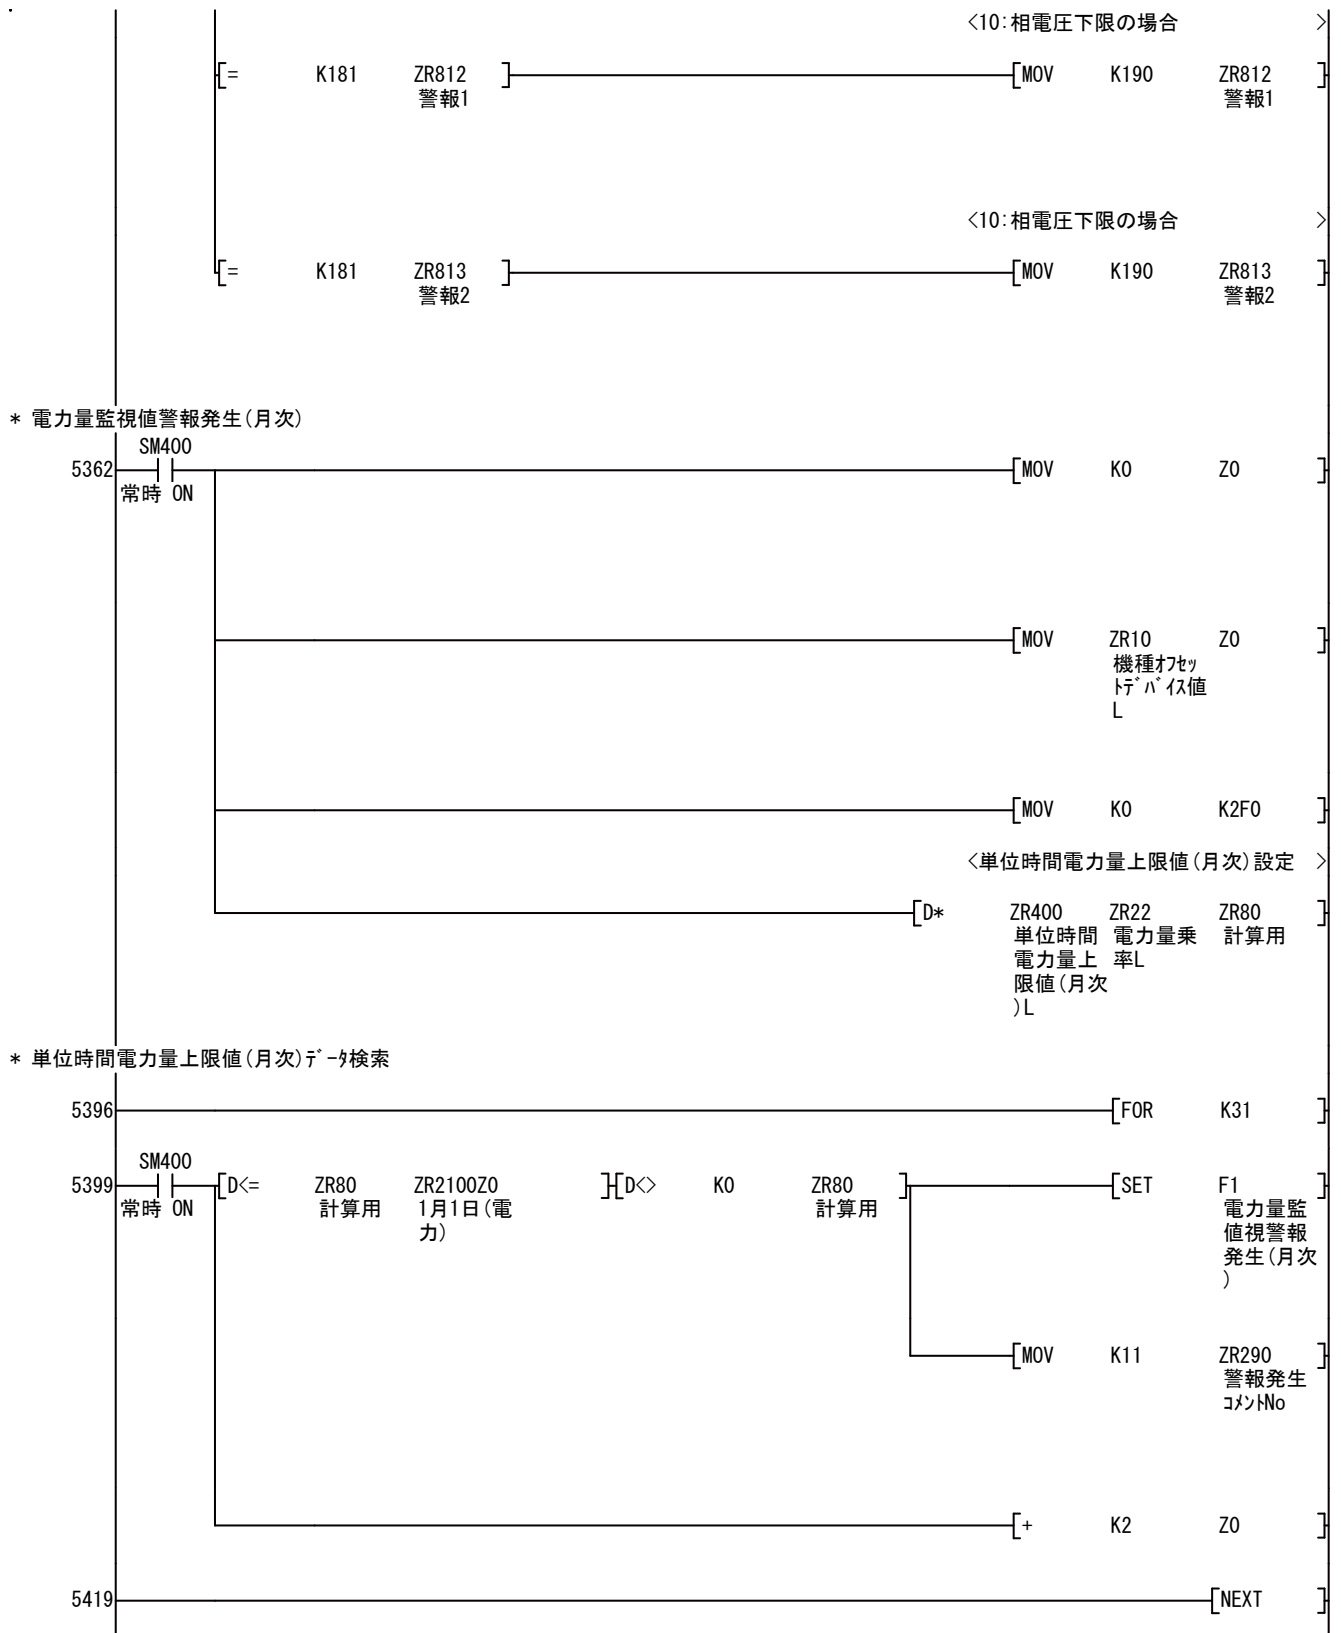 <10:相電圧下限の場合 >
[= K181 ZR812 ] [MOV K190 ZR812 ]
警報1 警報1
<10:相電圧下限の場合 >
[= K181 ZR813 ] [MOV K190 ZR813 ]
警報2 警報2
* 電力量監視値警報発生(月次)
SM400
5362 [MOV K0 Z0 ]
常時 ON
[MOV ZR10 Z0 ]
機種ｵﾌｾｯ
ﾄﾃﾞﾊﾞｲｽ値
L
[MOV K0 K2F0 ]
<単位時間電力量上限値(月次)設定 >
[D* ZR400 ZR22 ZR80 ]
単位時間 電力量乗 計算用
電力量上 率L
限値(月次
)L
* 単位時間電力量上限値(月次)ﾃﾞｰﾀ検索
5396 [FOR K31 ]
SM400
5399 [D<= ZR80 ZR2100Z0 ][D<> K0 ZR80 ] [SET F1 ]
常時 ON 計算用 1月1日(電 計算用 電力量監
力) 値視警報
発生(月次
)
[MOV K11 ZR290 ]
警報発生
ｺﾒﾝﾄNo
[+ K2 Z0 ]
5419 [NEXT ]